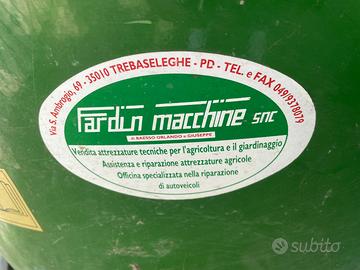 Via S. Ambrogio, 69 - 35010 TREBASELEGHE - PD - TEL. e FAX 049/9378079
Fardin macchine snc
di RAESSO ORLANDO e GIUSEPPE
Vendita attrezzature tecniche per l'agricoltura e il giardinaggio
Assistenza e riparazione attrezzature agricole
Officina specializzata nella riparazione
di autoveicoli
subito